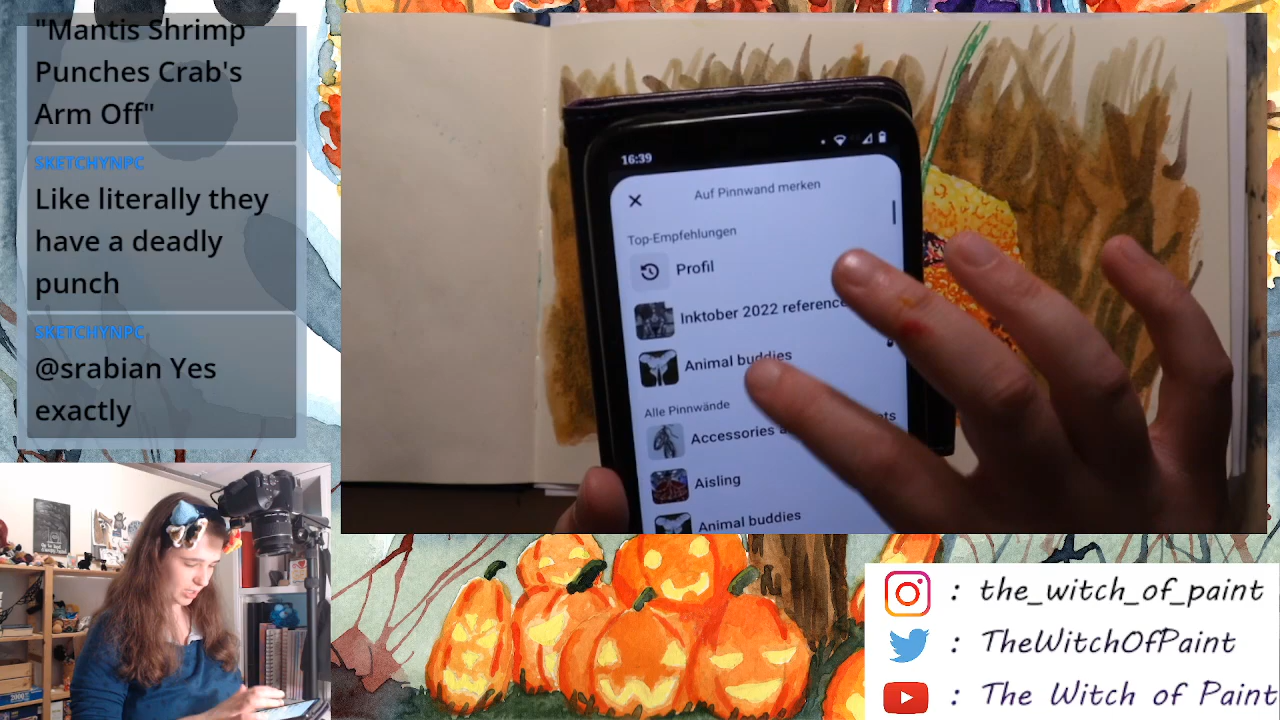 "Mantis Shrimp
Punches Crab's
Arm Off"
SKETCHYNPC
Like literally they
have a deadly
punch
SKETCHYNPC
@srabian Yes
exactly
16:39
Auf Pinnwand merken
Top-Empfehlungen
Profil
Inktober 2022 reference
Animal buddies
Alle Pinnwände
Accessories
Aisling
Animal buddies
: the_witch_of_paint
: TheWitchOfPaint
: The Witch of Paint